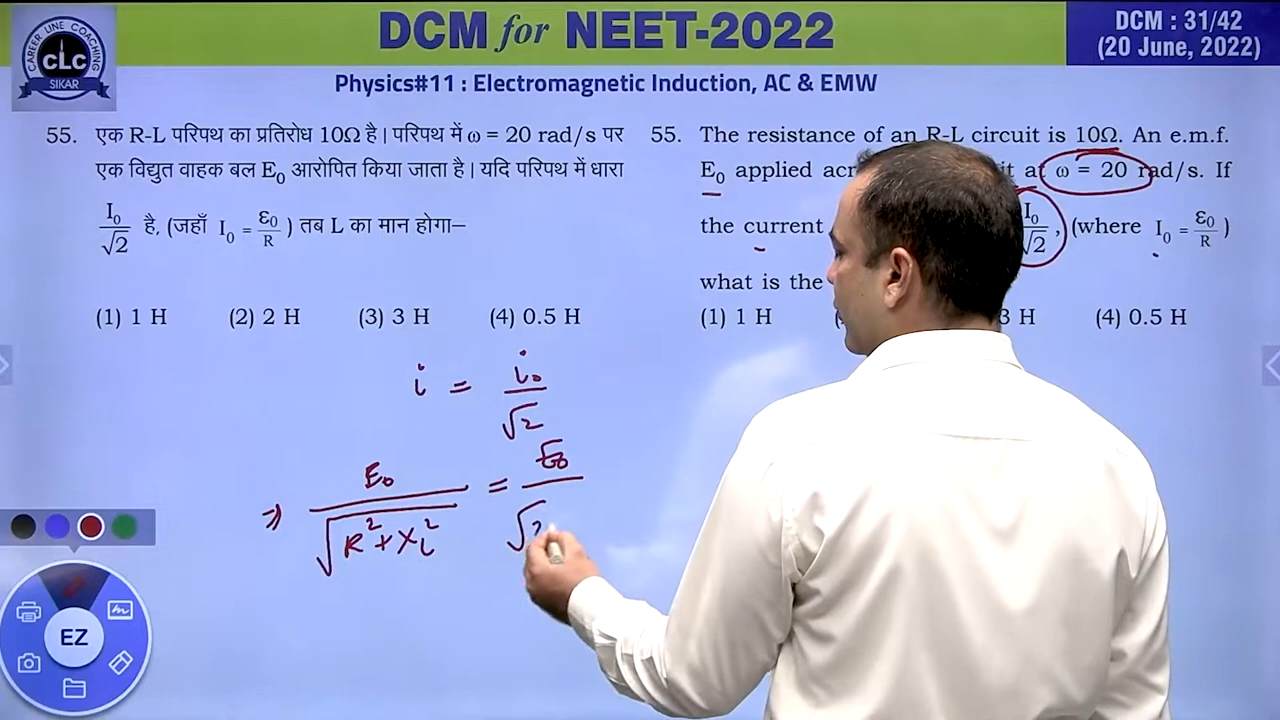 CAREER LINE COACHING
CLC
SIKAR
DCM for NEET-2022
DCM : 31/42
(20 June, 2022)
Physics#11 : Electromagnetic Induction, AC & EMW
55. एक R-L परिपथ का प्रतिरोध 10Ω है। परिपथ में ω = 20 rad/s पर
एक विद्युत वाहक बल E₀ आरोपित किया जाता है। यदि परिपथ में धारा
I₀/√2 है, (जहाँ I₀ = ε₀/R ) तब L का मान होगा–
(1) 1 H (2) 2 H (3) 3 H (4) 0.5 H
55. The resistance of an R-L circuit is 10Ω. An e.m.f.
E₀ applied at ω = 20 rad/s. If
the current I₀/√2, (where I₀ = ε₀/R )
what is the
(1) 1 H 3 H (4) 0.5 H
i = i₀/√2
⇒ E₀/√(R²+X_L²) = E₀/√2
EZ